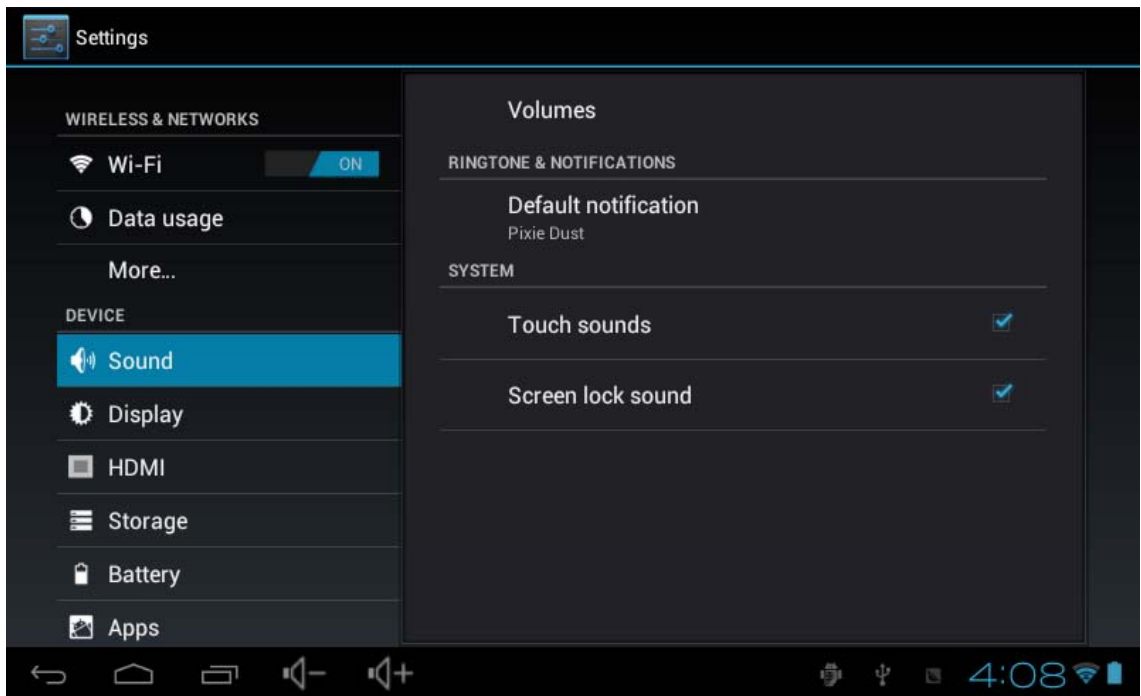 Settings
WIRELESS & NETWORKS
Wi-Fi ON
Data usage
More...
DEVICE
Sound
Display
HDMI
Storage
Battery
Apps
Volumes
RINGTONE & NOTIFICATIONS
Default notification
Pixie Dust
SYSTEM
Touch sounds
Screen lock sound
4:08